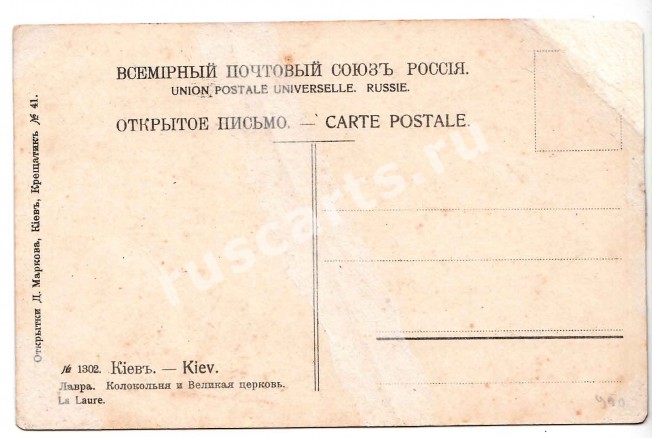 ВСЕМІРНЫЙ ПОЧТОВЫЙ СОЮЗЪ РОССІЯ.
UNION POSTALE UNIVERSELLE. RUSSIE.
ОТКРЫТОЕ ПИСЬМО. — CARTE POSTALE.
Открытки Д. Маркова, Кіевъ, Крещатикъ № 41.
ruscarts.ru
№ 1302. Кіевъ. — Kiev.
Лавра. Колокольня и Великая церковь.
La Laure.